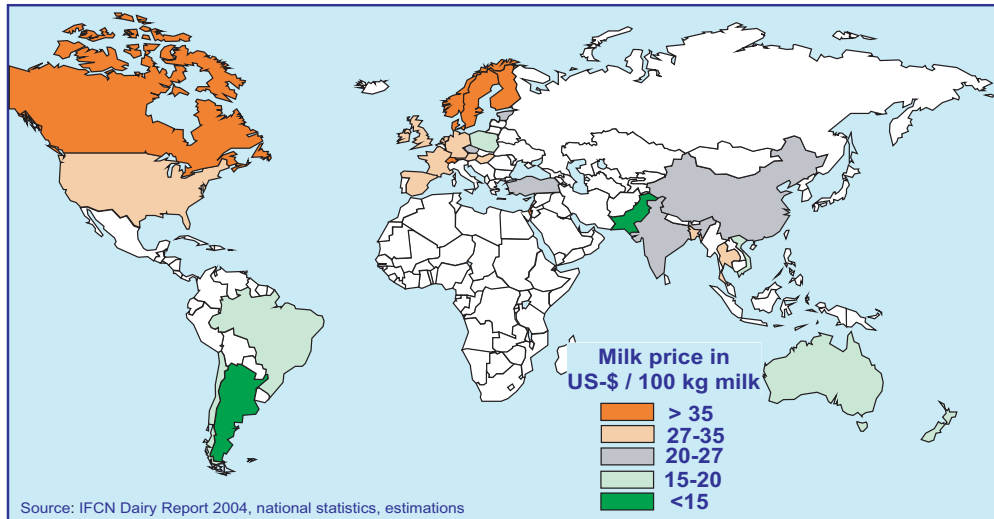 Milk price in
US-$ / 100 kg milk
> 35
27-35
20-27
15-20
<15
Source: IFCN Dairy Report 2004, national statistics, estimations